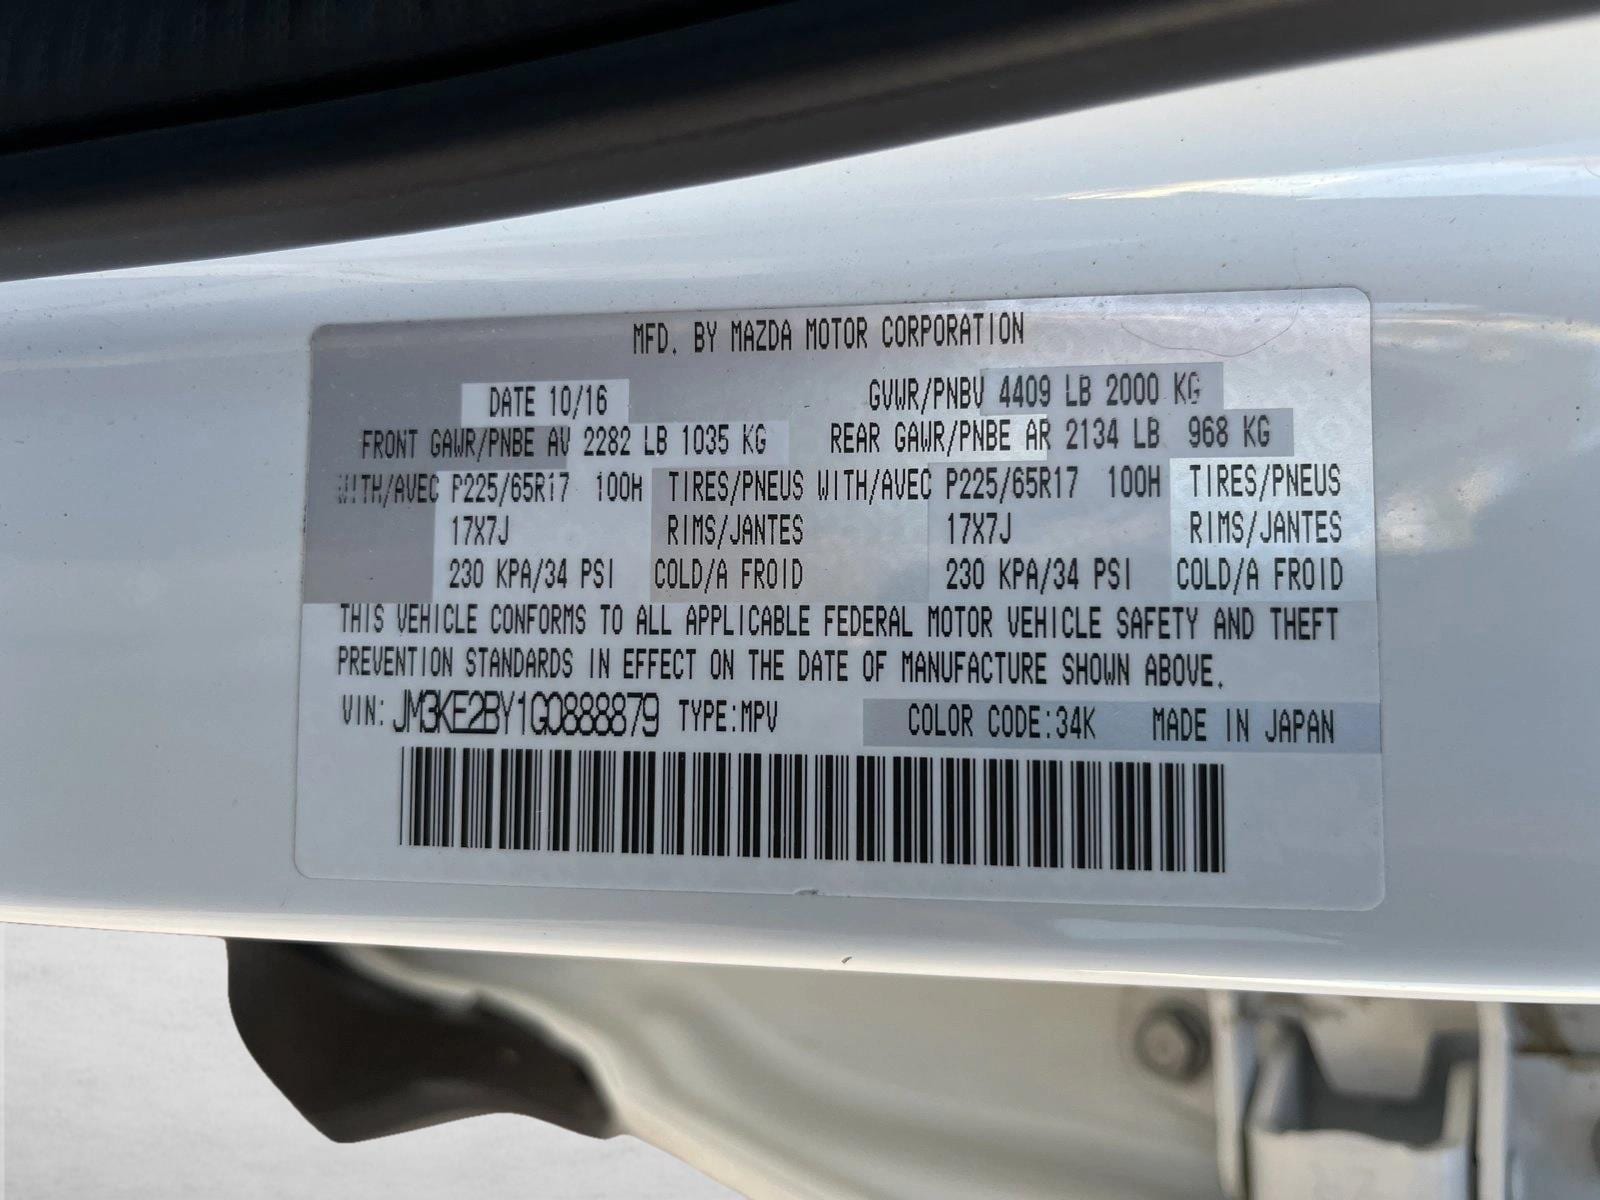 MFD. BY MAZDA MOTOR CORPORATION
DATE 10/16 GVWR/PNBV 4409 LB 2000 KG
FRONT GAWR/PNBE AV 2282 LB 1035 KG REAR GAWR/PNBE AR 2134 LB 968 KG
WITH/AVEC P225/65R17 100H TIRES/PNEUS WITH/AVEC P225/65R17 100H TIRES/PNEUS
17X7J RIMS/JANTES 17X7J RIMS/JANTES
230 KPA/34 PSI COLD/A FROID 230 KPA/34 PSI COLD/A FROID
THIS VEHICLE CONFORMS TO ALL APPLICABLE FEDERAL MOTOR VEHICLE SAFETY AND THEFT
PREVENTION STANDARDS IN EFFECT ON THE DATE OF MANUFACTURE SHOWN ABOVE.
VIN: JM3KE2BY1G0888879 TYPE:MPV COLOR CODE:34K MADE IN JAPAN